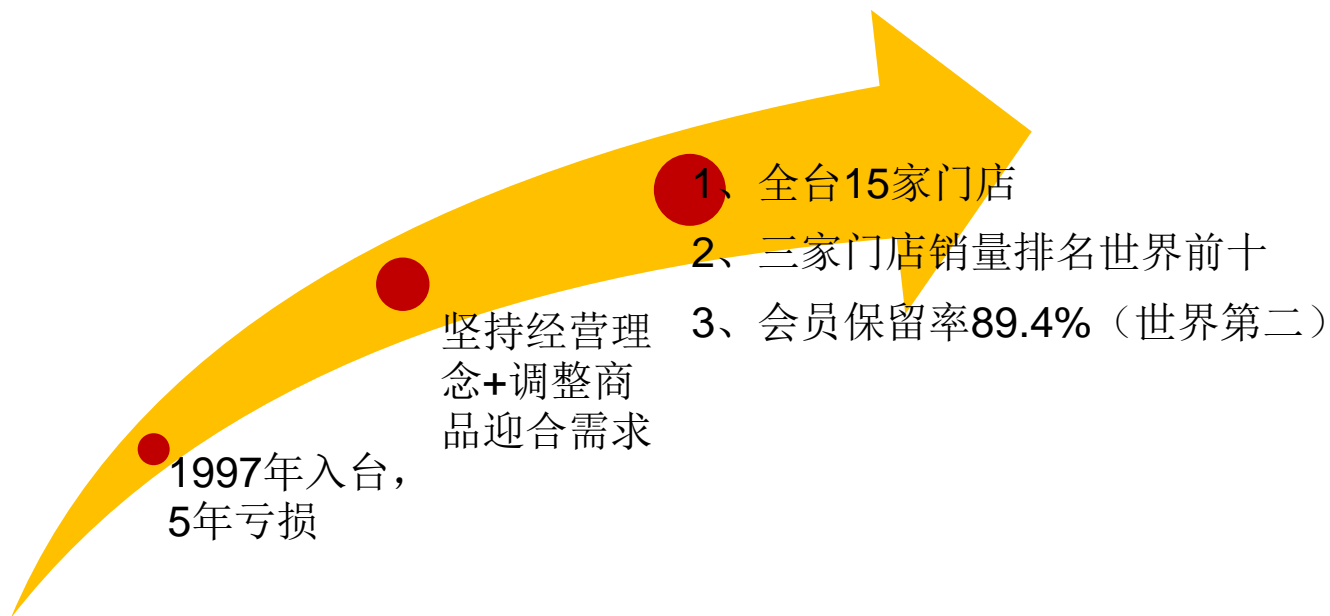 1997年入台，
5年亏损
坚持经营理
念+调整商
品迎合需求
1、全台15家门店
2、三家门店销量排名世界前十
3、会员保留率89.4%（世界第二）